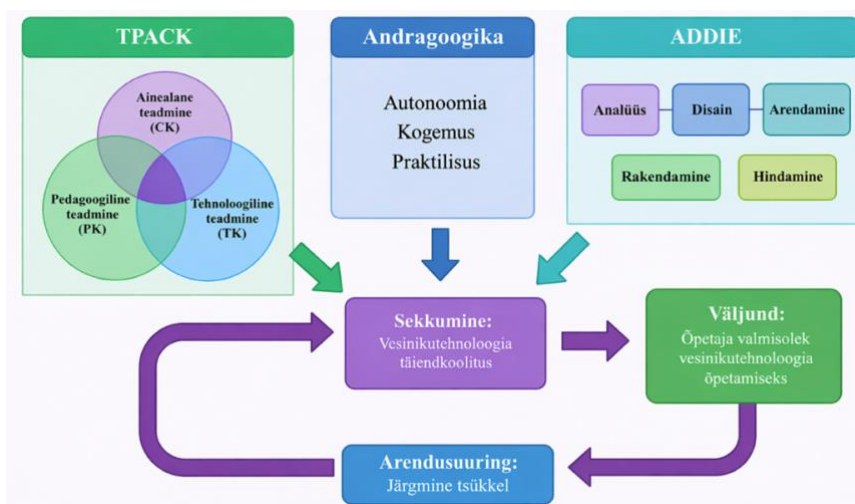 TPACK
Ainealane
teadmine
(CK)
Pedagoogiline
teadmine
(PK)
Tehnoloogiline
teadmine
(TK)
Andragoogika
Autonoomia
Kogemus
Praktilisus
ADDIE
Analüüs
Disain
Arendamine
Rakendamine
Hindamine
Sekkumine:
Vesinikutehnoloogia
täiendkoolitus
Väljund:
Õpetaja valmisolek
vesinikutehnoloogia
õpetamiseks
Arendusuuring:
Järgmine tsükkel